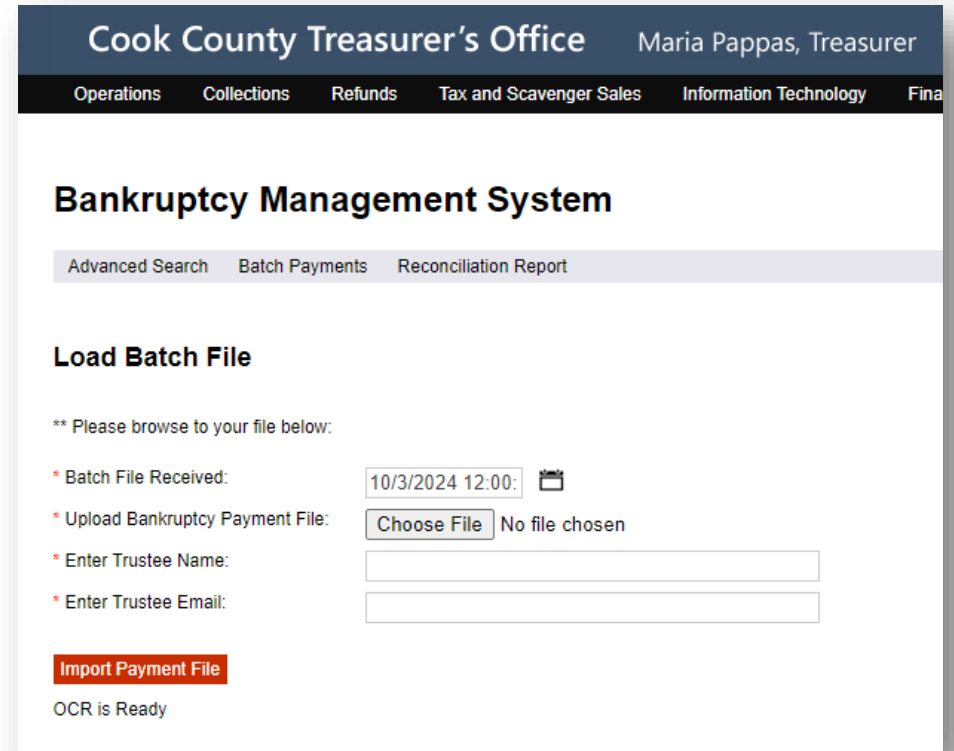 Cook County Treasurer's Office Maria Pappas, Treasurer
Operations Collections Refunds Tax and Scavenger Sales Information Technology Fina
Bankruptcy Management System
Advanced Search Batch Payments Reconciliation Report
Load Batch File
** Please browse to your file below:
* Batch File Received: 10/3/2024 12:00:
* Upload Bankruptcy Payment File: Choose File No file chosen
* Enter Trustee Name:
* Enter Trustee Email:
Import Payment File
OCR is Ready